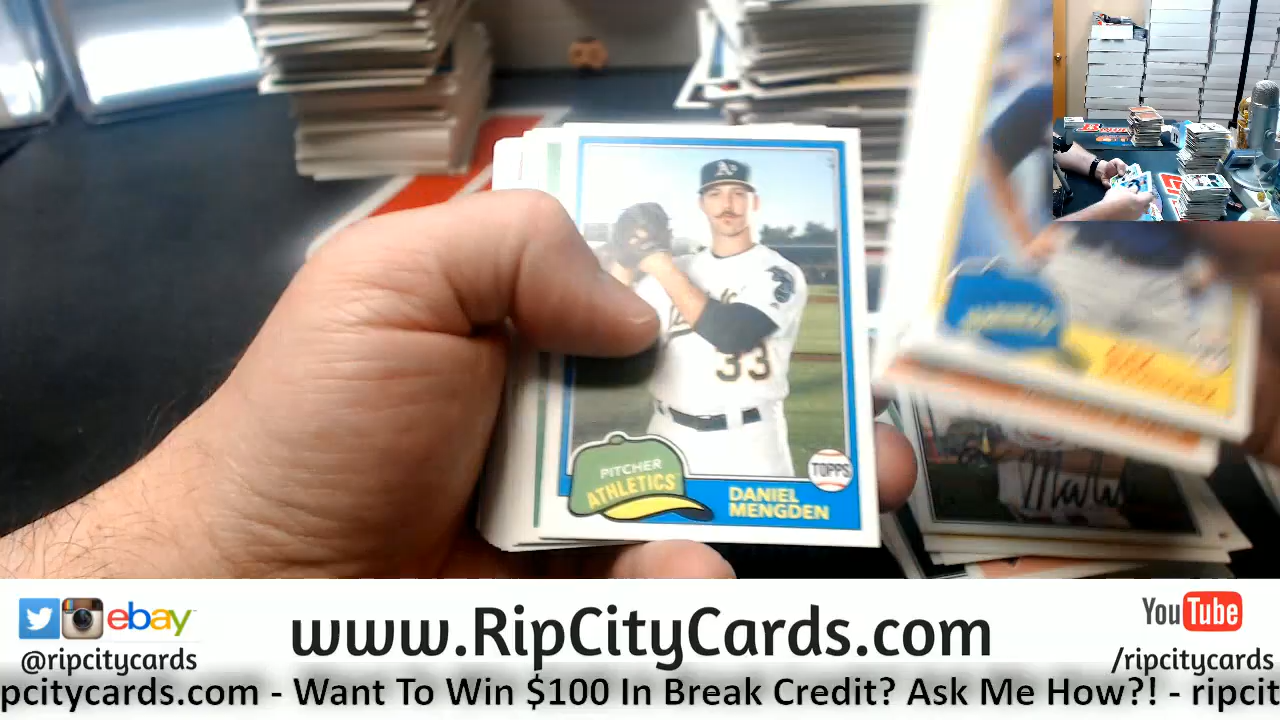 A's
33
PITCHER
ATHLETICS
TOPPS
DANIEL
MENGDEN
ebay
@ripcitycards
www.RipCityCards.com
YouTube
/ripcitycards
pcitycards.com - Want To Win $100 In Break Credit? Ask Me How?! - ripcit